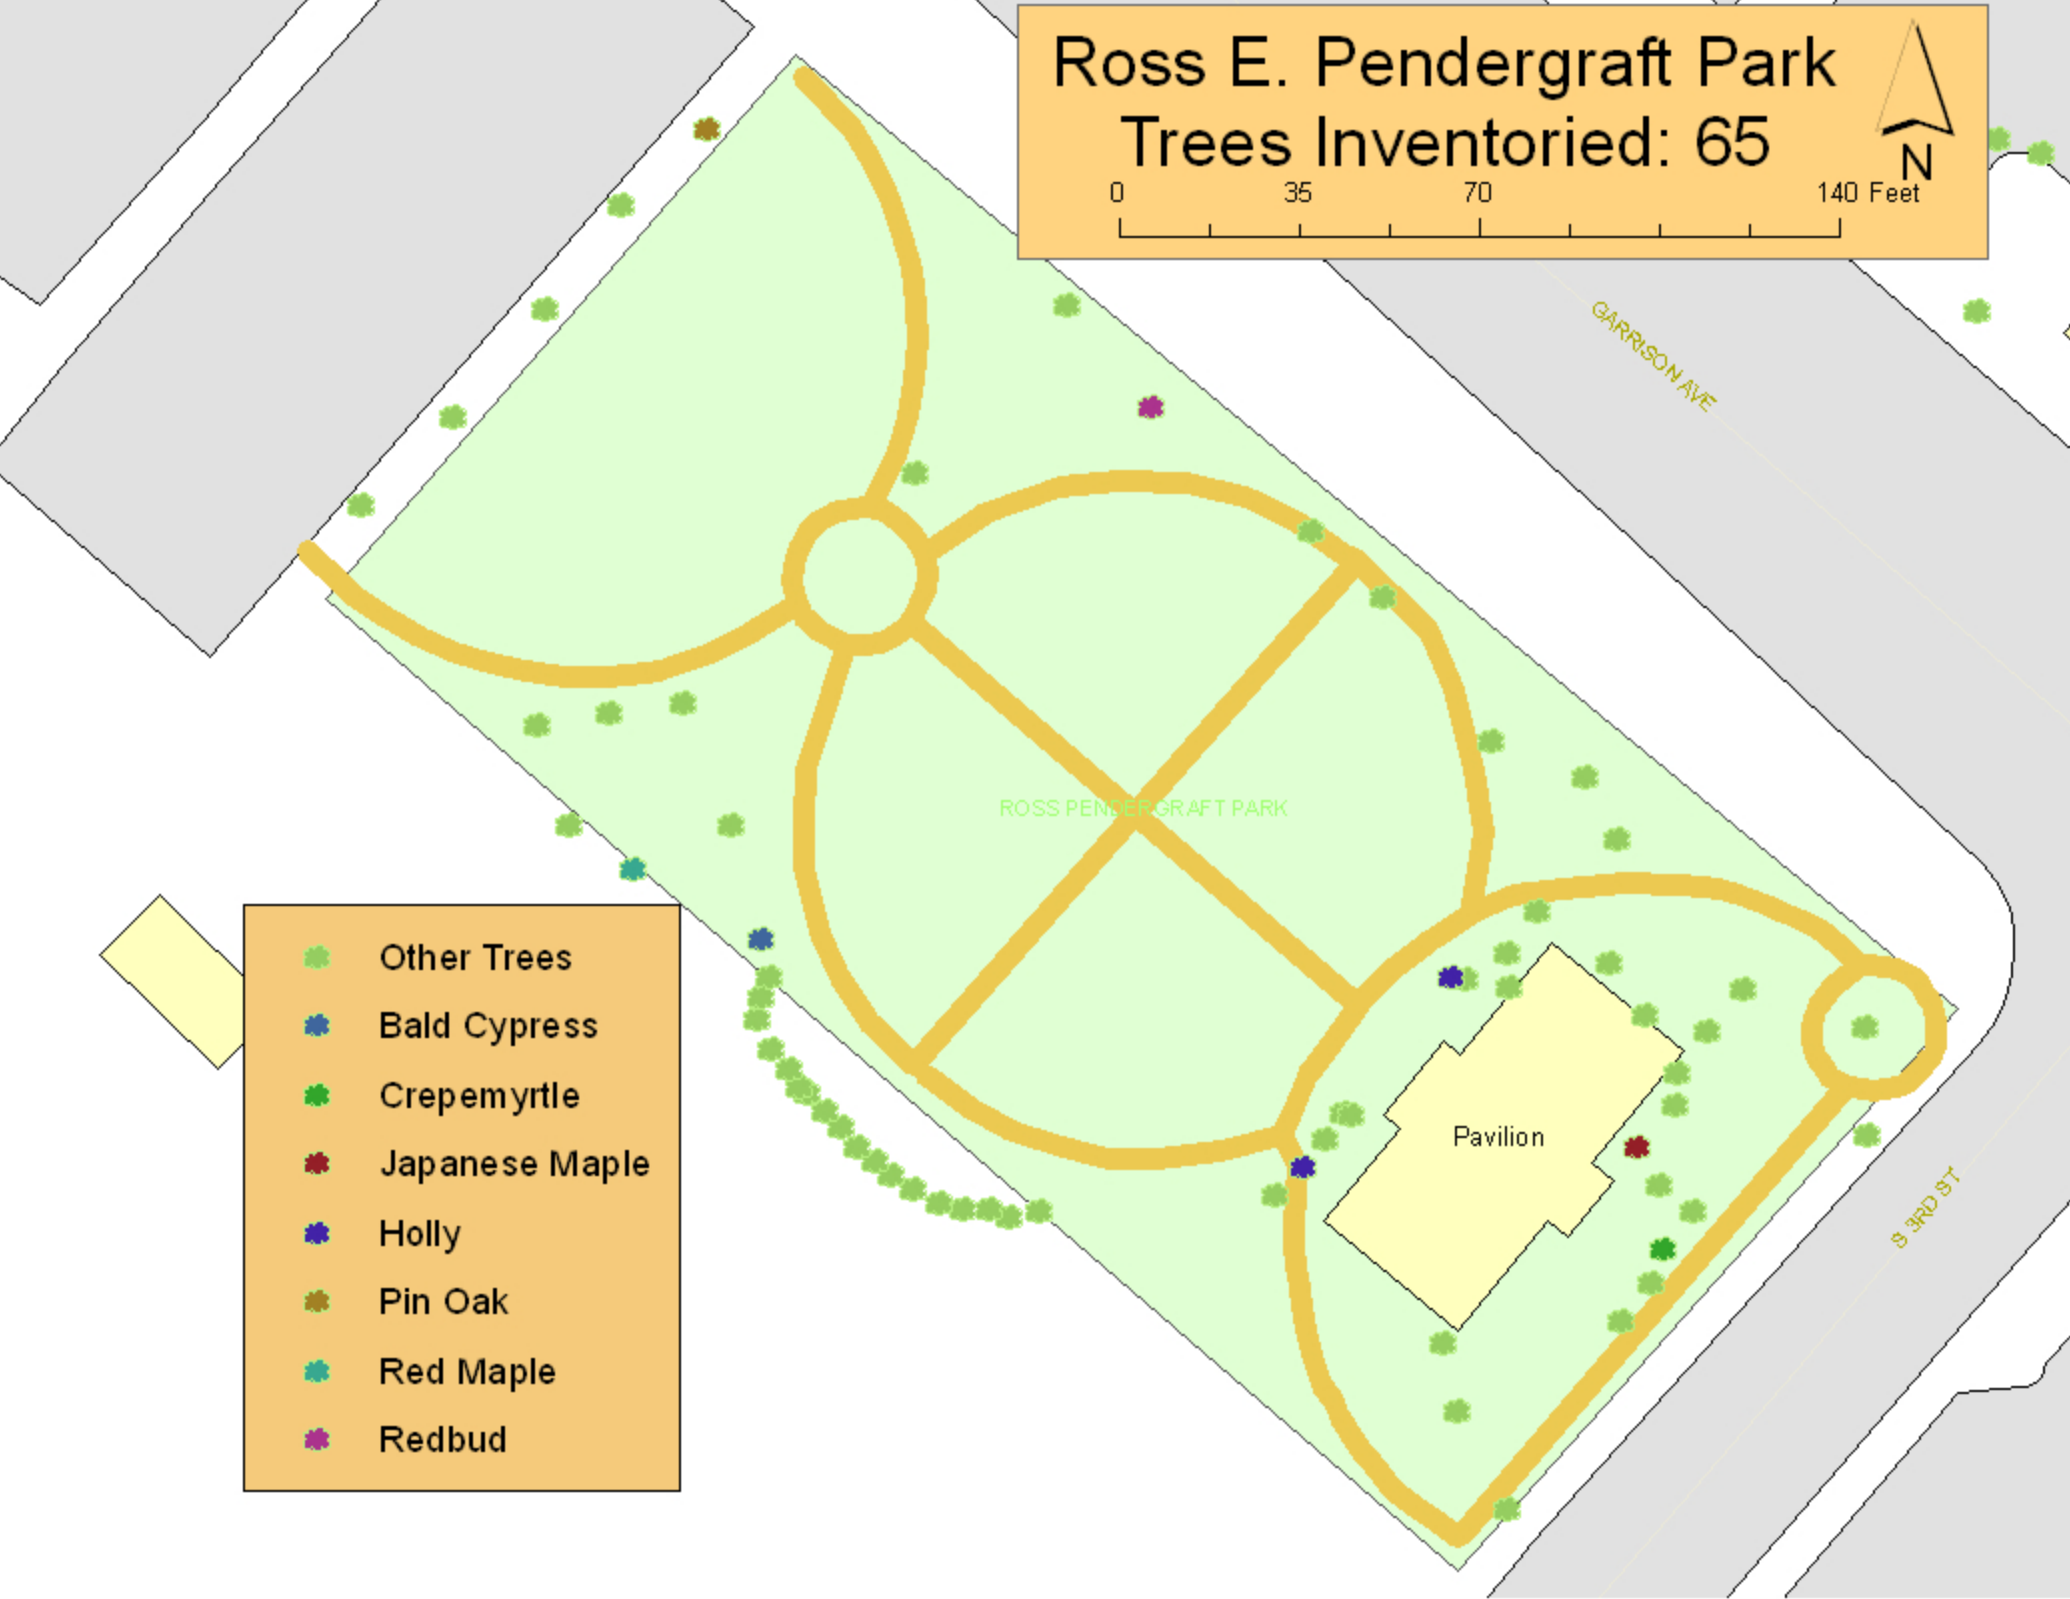 Ross E. Pendergraft Park
Trees Inventoried: 65
N
0 35 70 140 Feet
GARRISON AVE
ROSS PENDERGRAFT PARK
Pavilion
S 3RD ST
Other Trees
Bald Cypress
Crepemyrtle
Japanese Maple
Holly
Pin Oak
Red Maple
Redbud